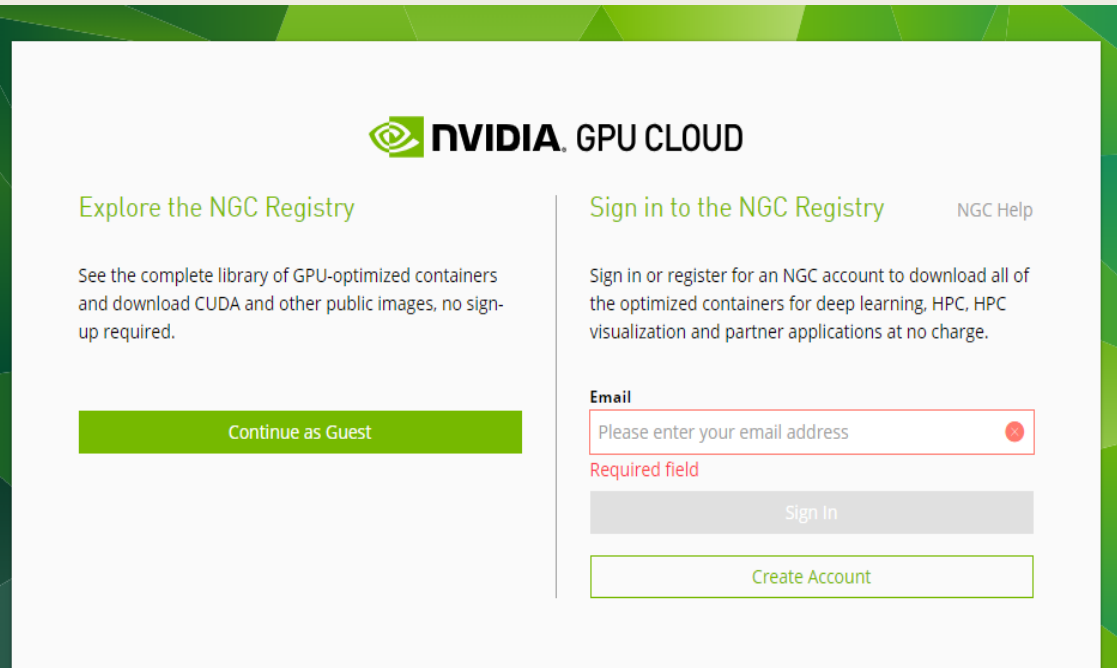 NVIDIA. GPU CLOUD
Explore the NGC Registry
See the complete library of GPU-optimized containers
and download CUDA and other public images, no sign-
up required.
Continue as Guest
Sign in to the NGC Registry
NGC Help
Sign in or register for an NGC account to download all of
the optimized containers for deep learning, HPC, HPC
visualization and partner applications at no charge.
Email
Please enter your email address
Required field
Sign In
Create Account